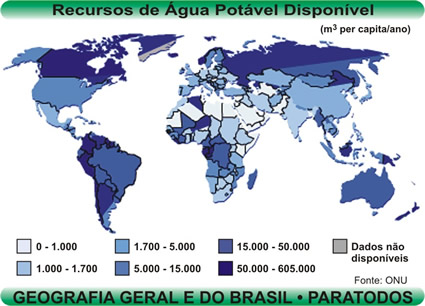 Recursos de Água Potável Disponível
(m³ per capita/ano)
0 - 1.000
1.700 - 5.000
15.000 - 50.000
Dados não
disponíveis
1.000 - 1.700
5.000 - 15.000
50.000 - 605.000
Fonte: ONU
GEOGRAFIA GERAL E DO BRASIL • PARATODOS